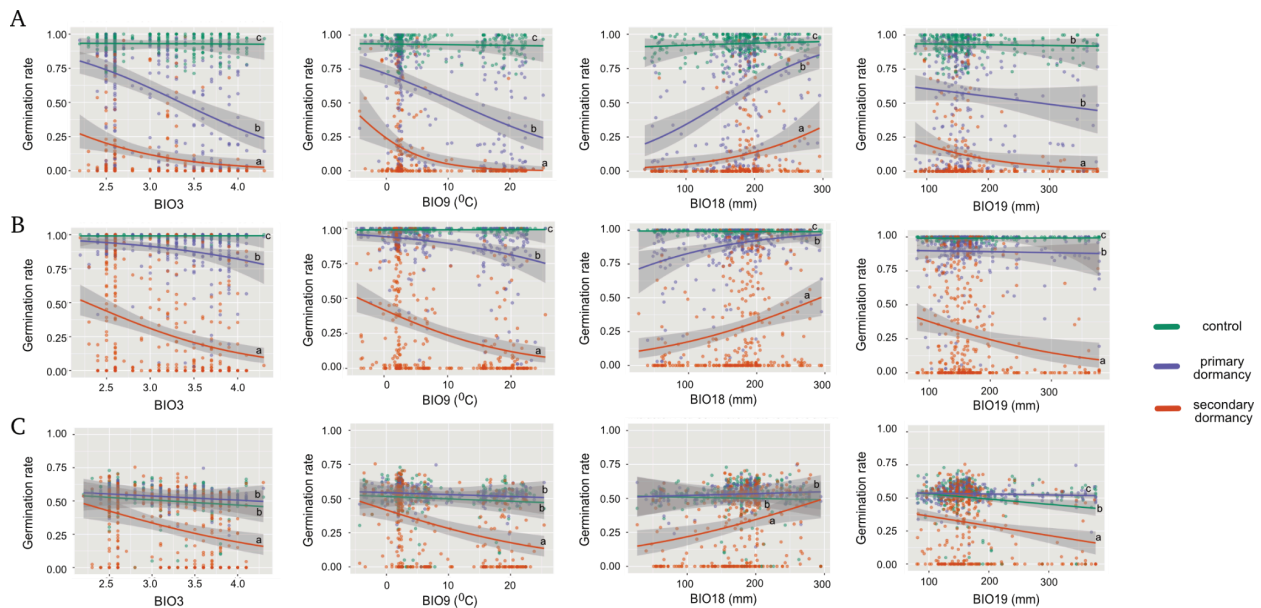 A
Germination rate
1.00
0.75
0.50
0.25
0.00
c
b
a
2.5 3.0 3.5 4.0
BIO3
Germination rate
1.00
0.75
0.50
0.25
0.00
c
b
a
0 10 20
BIO9 (⁰C)
Germination rate
1.00
0.75
0.50
0.25
0.00
c
b
a
100 200 300
BIO18 (mm)
Germination rate
1.00
0.75
0.50
0.25
0.00
b
b
a
100 200 300
BIO19 (mm)
B
Germination rate
1.00
0.75
0.50
0.25
0.00
c
b
a
2.5 3.0 3.5 4.0
BIO3
Germination rate
1.00
0.75
0.50
0.25
0.00
c
b
a
0 10 20
BIO9 (⁰C)
Germination rate
1.00
0.75
0.50
0.25
0.00
c
b
a
100 200 300
BIO18 (mm)
Germination rate
1.00
0.75
0.50
0.25
0.00
c
b
a
100 200 300
BIO19 (mm)
C
Germination rate
1.00
0.75
0.50
0.25
0.00
b
b
a
2.5 3.0 3.5 4.0
BIO3
Germination rate
1.00
0.75
0.50
0.25
0.00
b
b
a
0 10 20
BIO9 (⁰C)
Germination rate
1.00
0.75
0.50
0.25
0.00
b
b
a
100 200 300
BIO18 (mm)
Germination rate
1.00
0.75
0.50
0.25
0.00
c
b
a
100 200 300
BIO19 (mm)
control
primary
dormancy
secondary
dormancy